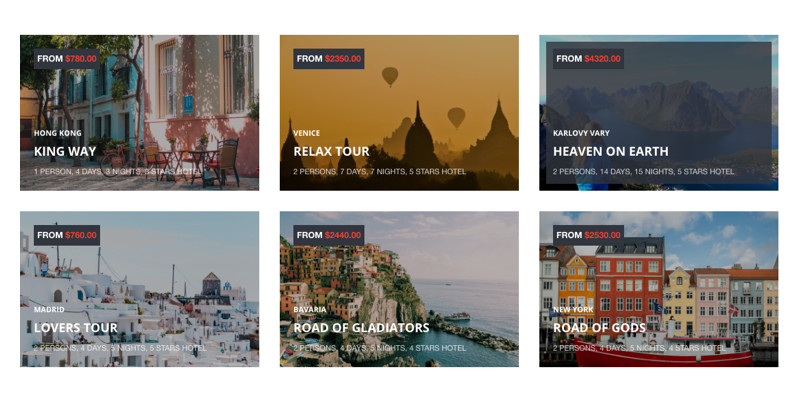 FROM $780.00
HONG KONG
KING WAY
1 PERSON, 4 DAYS, 3 NIGHTS, 3 STARS HOTEL
FROM $2350.00
VENICE
RELAX TOUR
2 PERSONS, 7 DAYS, 7 NIGHTS, 5 STARS HOTEL
FROM $4320.00
KARLOVY VARY
HEAVEN ON EARTH
2 PERSONS, 14 DAYS, 15 NIGHTS, 5 STARS HOTEL
FROM $760.00
MADRID
LOVERS TOUR
2 PERSONS, 4 DAYS, 5 NIGHTS, 5 STARS HOTEL
FROM $2440.00
BAVARIA
ROAD OF GLADIATORS
2 PERSONS, 4 DAYS, 5 NIGHTS, 4 STARS HOTEL
FROM $2530.00
NEW YORK
ROAD OF GODS
2 PERSONS, 4 DAYS, 5 NIGHTS, 4 STARS HOTEL